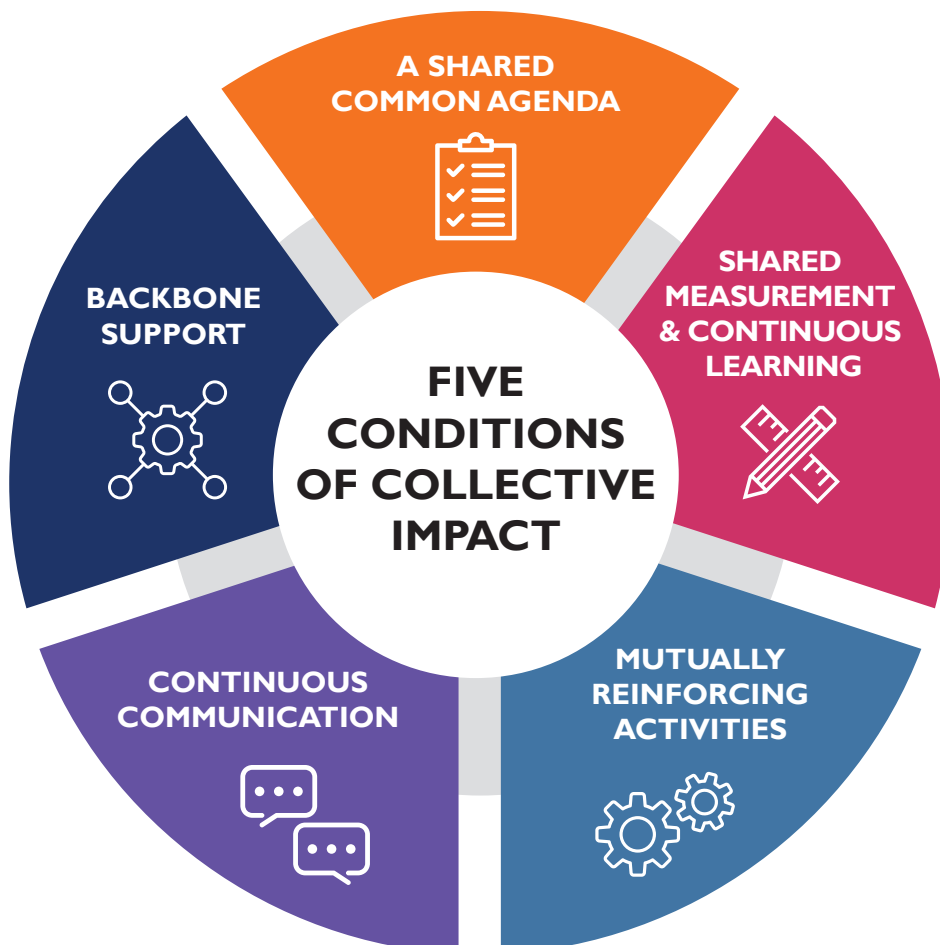 A SHARED
COMMON AGENDA
SHARED
MEASUREMENT
& CONTINUOUS
LEARNING
MUTUALLY
REINFORCING
ACTIVITIES
CONTINUOUS
COMMUNICATION
BACKBONE
SUPPORT
FIVE
CONDITIONS
OF COLLECTIVE
IMPACT